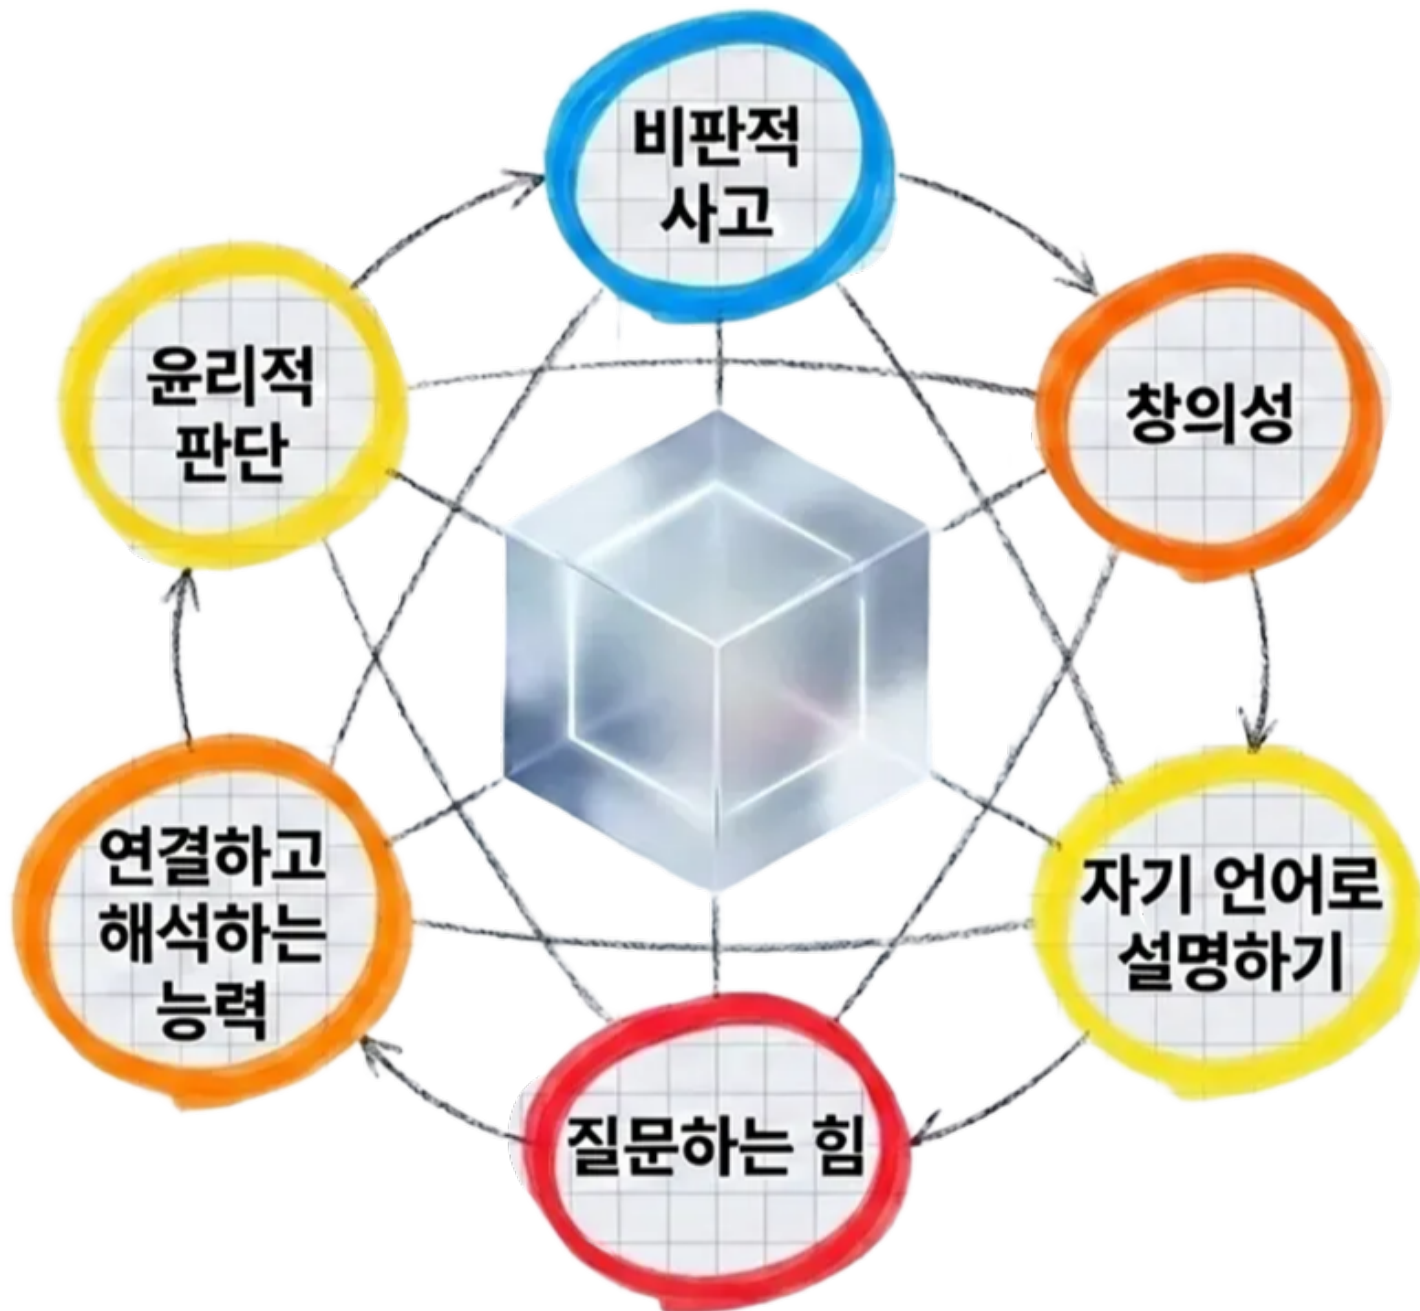 비판적
사고
창의성
자기 언어로
설명하기
질문하는 힘
연결하고
해석하는
능력
윤리적
판단